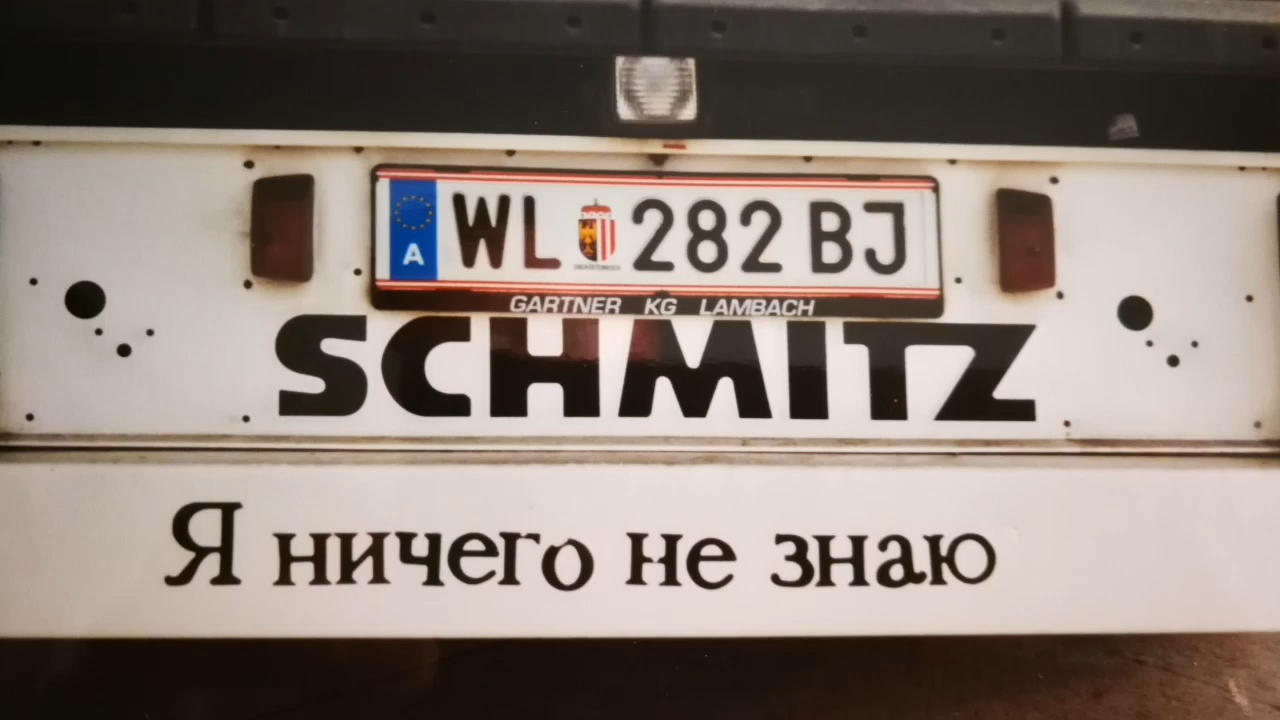 A WL 282 BJ
GARTNER KG LAMBACH
SCHMITZ
Я ничего не знаю